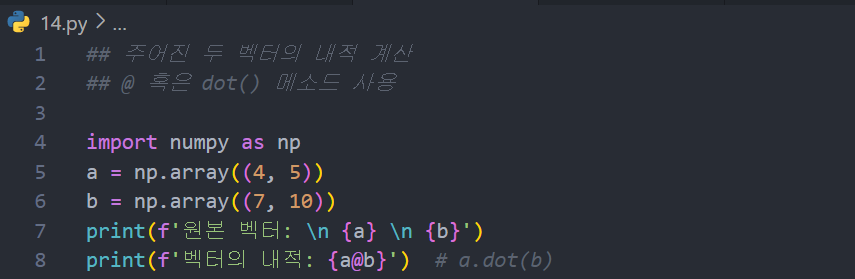 14.py > ...
1 ## 주어진 두 벡터의 내적 계산
2 ## @ 혹은 dot() 메소드 사용
3
4 import numpy as np
5 a = np.array((4, 5))
6 b = np.array((7, 10))
7 print(f'원본 벡터: \n {a} \n {b}')
8 print(f'벡터의 내적: {a@b}') # a.dot(b)